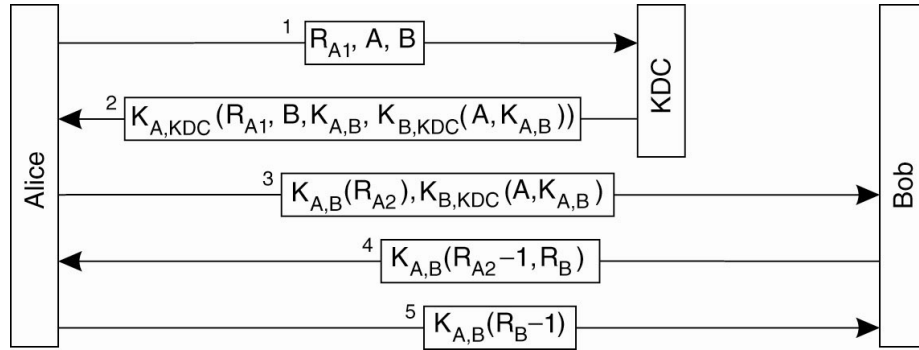 Alice
KDC
Bob
1
R_A1, A, B
2
K_A,KDC(R_A1, B,K_A,B, K_B,KDC(A,K_A,B))
3
K_A,B(R_A2),K_B,KDC(A,K_A,B)
4
K_A,B(R_A2−1,R_B)
5
K_A,B(R_B−1)